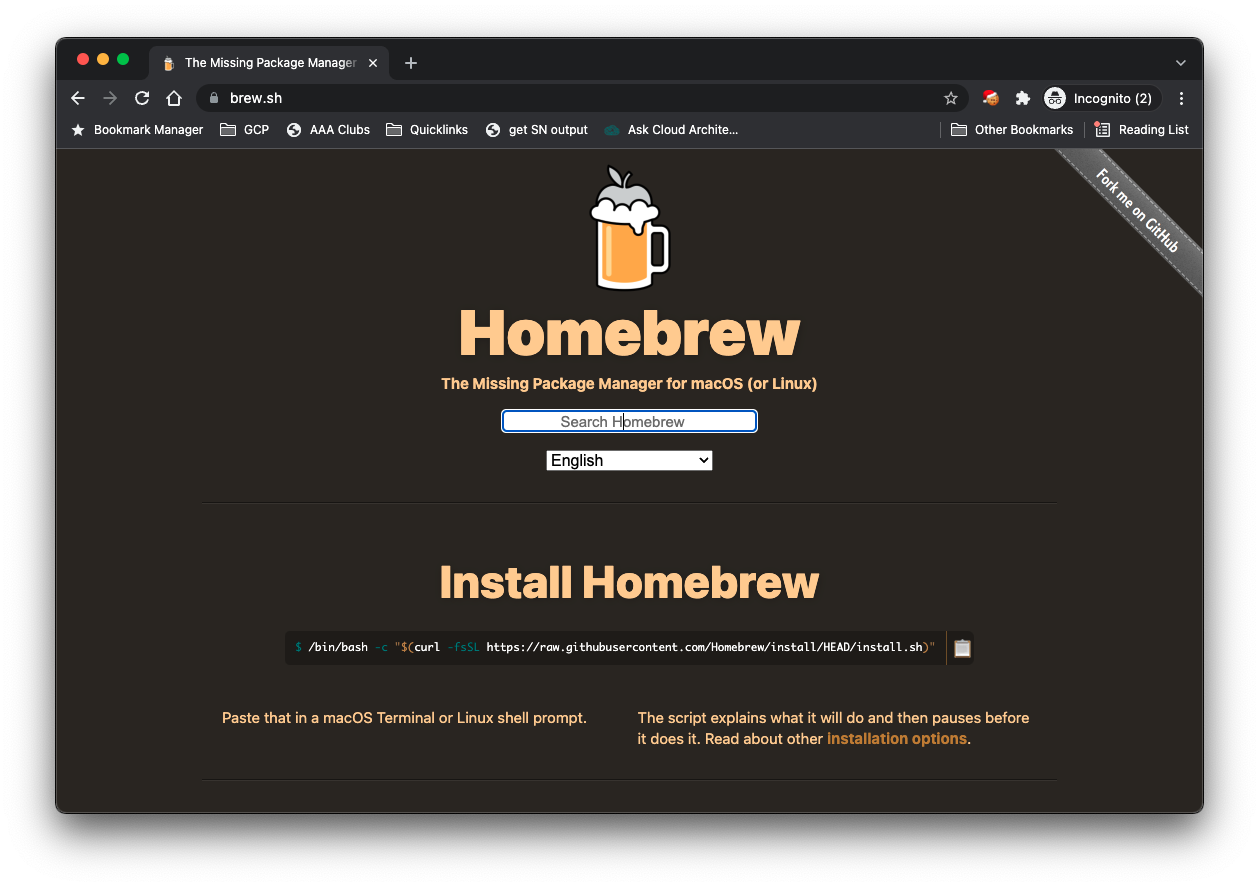 The Missing Package Manager
brew.sh
Incognito (2)
Bookmark Manager
GCP
AAA Clubs
Quicklinks
get SN output
Ask Cloud Archite...
Other Bookmarks
Reading List
Fork me on GitHub
Homebrew
The Missing Package Manager for macOS (or Linux)
Search Homebrew
English
Install Homebrew
$ /bin/bash -c "$(curl -fsSL https://raw.githubusercontent.com/Homebrew/install/HEAD/install.sh)"
Paste that in a macOS Terminal or Linux shell prompt.
The script explains what it will do and then pauses before
it does it. Read about other installation options.